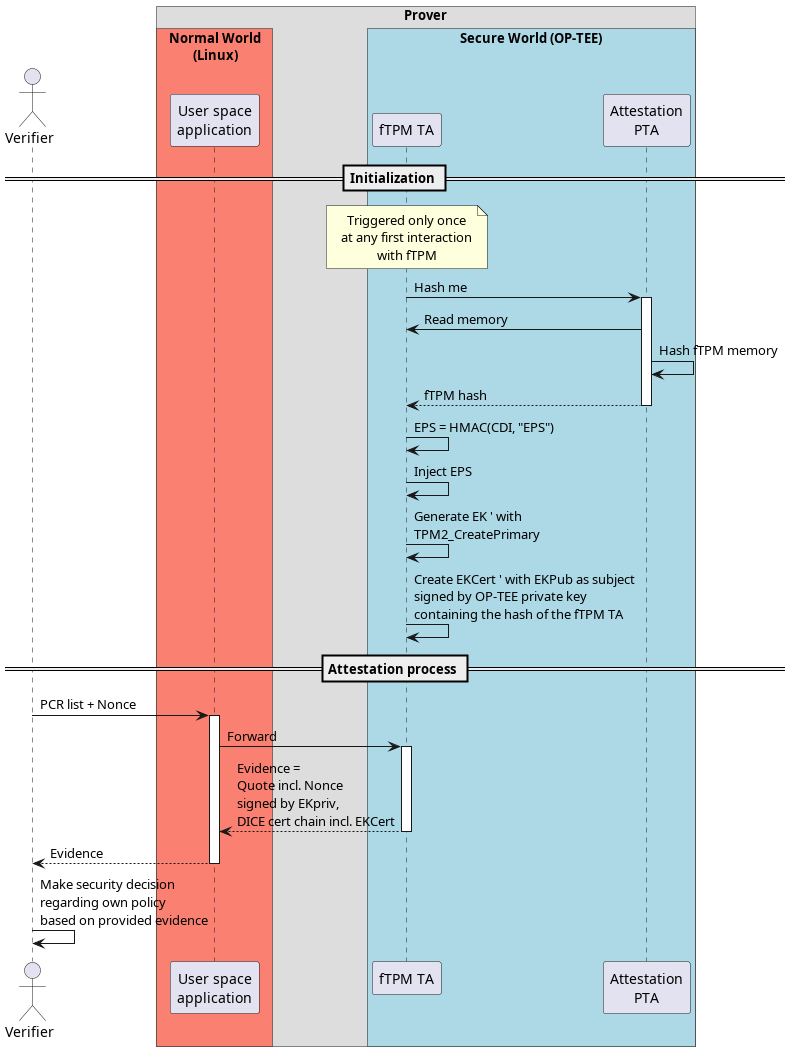 Prover
Normal World
(Linux)
Secure World (OP-TEE)
Verifier
User space
application
fTPM TA
Attestation
PTA
Initialization
Triggered only once
at any first interaction
with fTPM
Hash me
Read memory
Hash fTPM memory
fTPM hash
EPS = HMAC(CDI, "EPS")
Inject EPS
Generate EK ' with
TPM2_CreatePrimary
Create EKCert ' with EKPub as subject
signed by OP-TEE private key
containing the hash of the fTPM TA
Attestation process
PCR list + Nonce
Forward
Evidence =
Quote incl. Nonce
signed by EKpriv,
DICE cert chain incl. EKCert
Evidence
Make security decision
regarding own policy
based on provided evidence
Verifier
User space
application
fTPM TA
Attestation
PTA